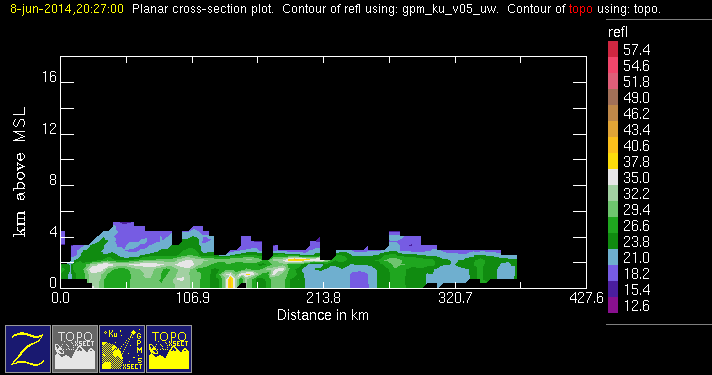 8-jun-2014,20:27:00 Planar cross-section plot. Contour of refl using: gpm_ku_v05_uw. Contour of topo using: topo.
refl
57.4
54.6
51.8
49.0
46.2
43.4
40.6
37.8
35.0
32.2
29.4
26.6
23.8
21.0
18.2
15.4
12.6
km above MSL
16
12
8
4
0
0.0 106.9 213.8 320.7 427.6
Distance in km
Z
TOPO
XSECT
"Ku"
GPM
XSECT
TOPO
XSECT